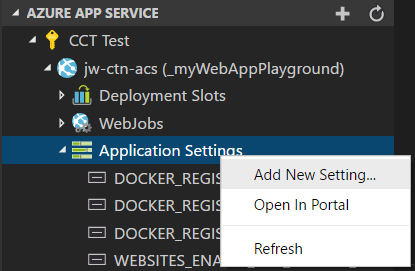 AZURE APP SERVICE
CCT Test
jw-ctn-acs (_myWebAppPlayground)
Deployment Slots
WebJobs
Application Settings
Add New Setting...
DOCKER_REGIS
Open In Portal
DOCKER_REGIS
DOCKER_REGIS
Refresh
WEBSITES_ENA